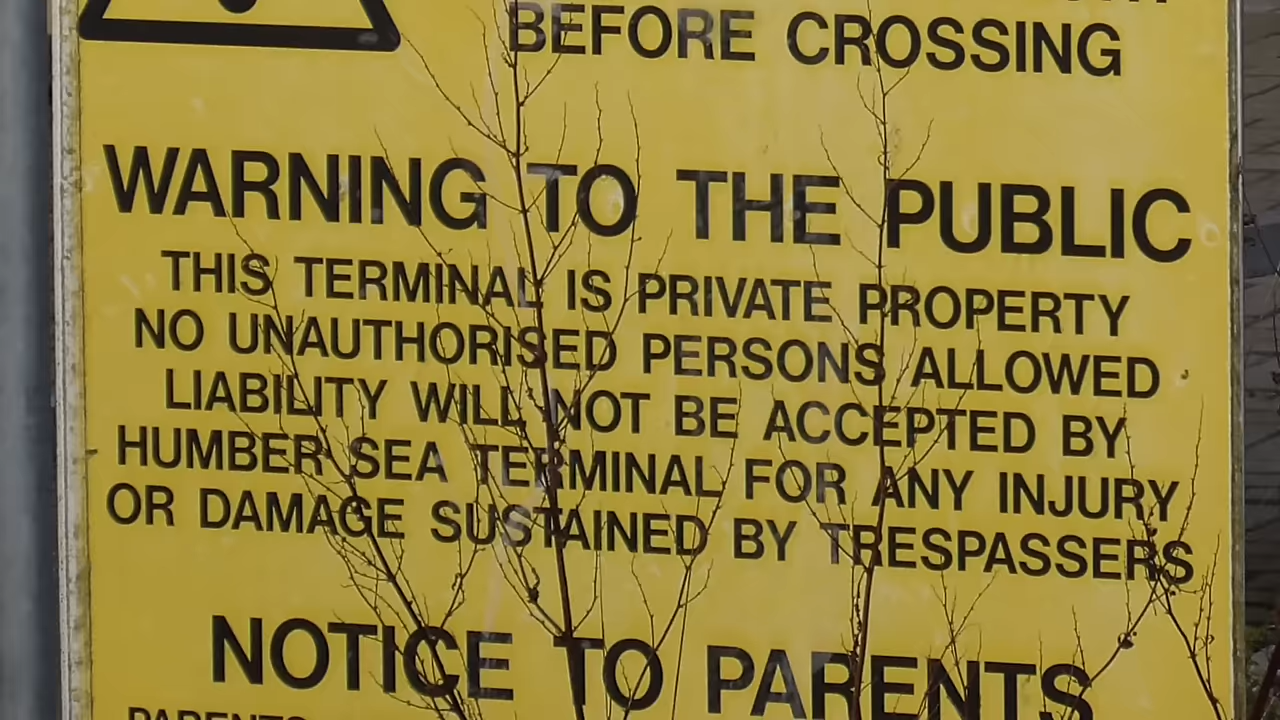 BEFORE CROSSING
WARNING TO THE PUBLIC
THIS TERMINAL IS PRIVATE PROPERTY
NO UNAUTHORISED PERSONS ALLOWED
LIABILITY WILL NOT BE ACCEPTED BY
HUMBER SEA TERMINAL FOR ANY INJURY
OR DAMAGE SUSTAINED BY TRESPASSERS
NOTICE TO PARENTS
PARENTS